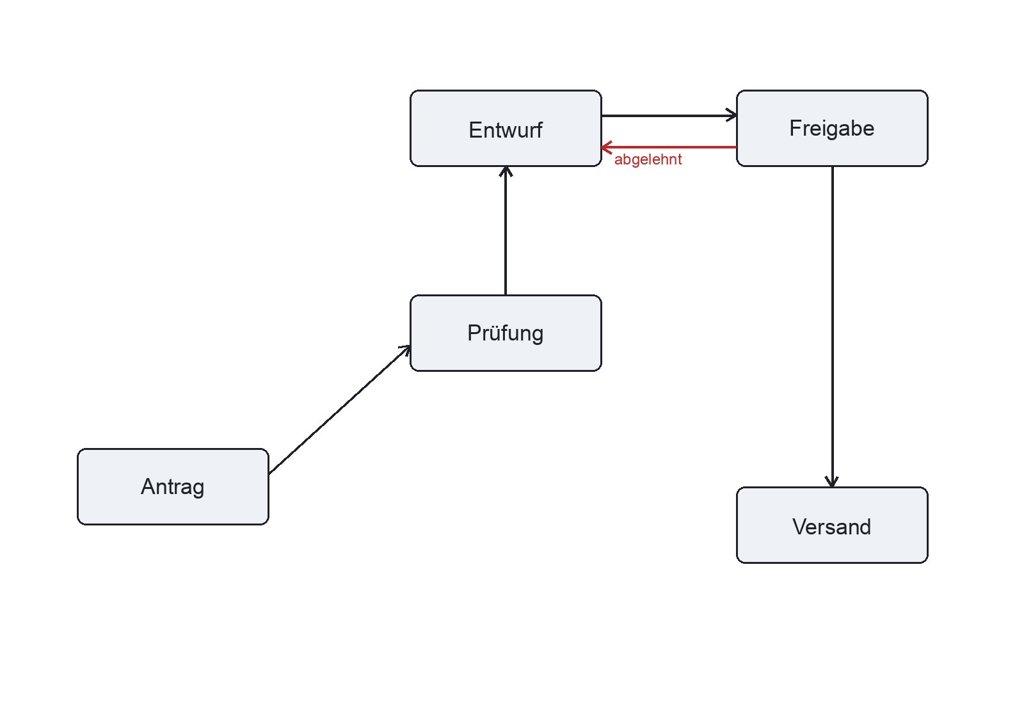 Entwurf
Freigabe
abgelehnt
Prüfung
Antrag
Versand